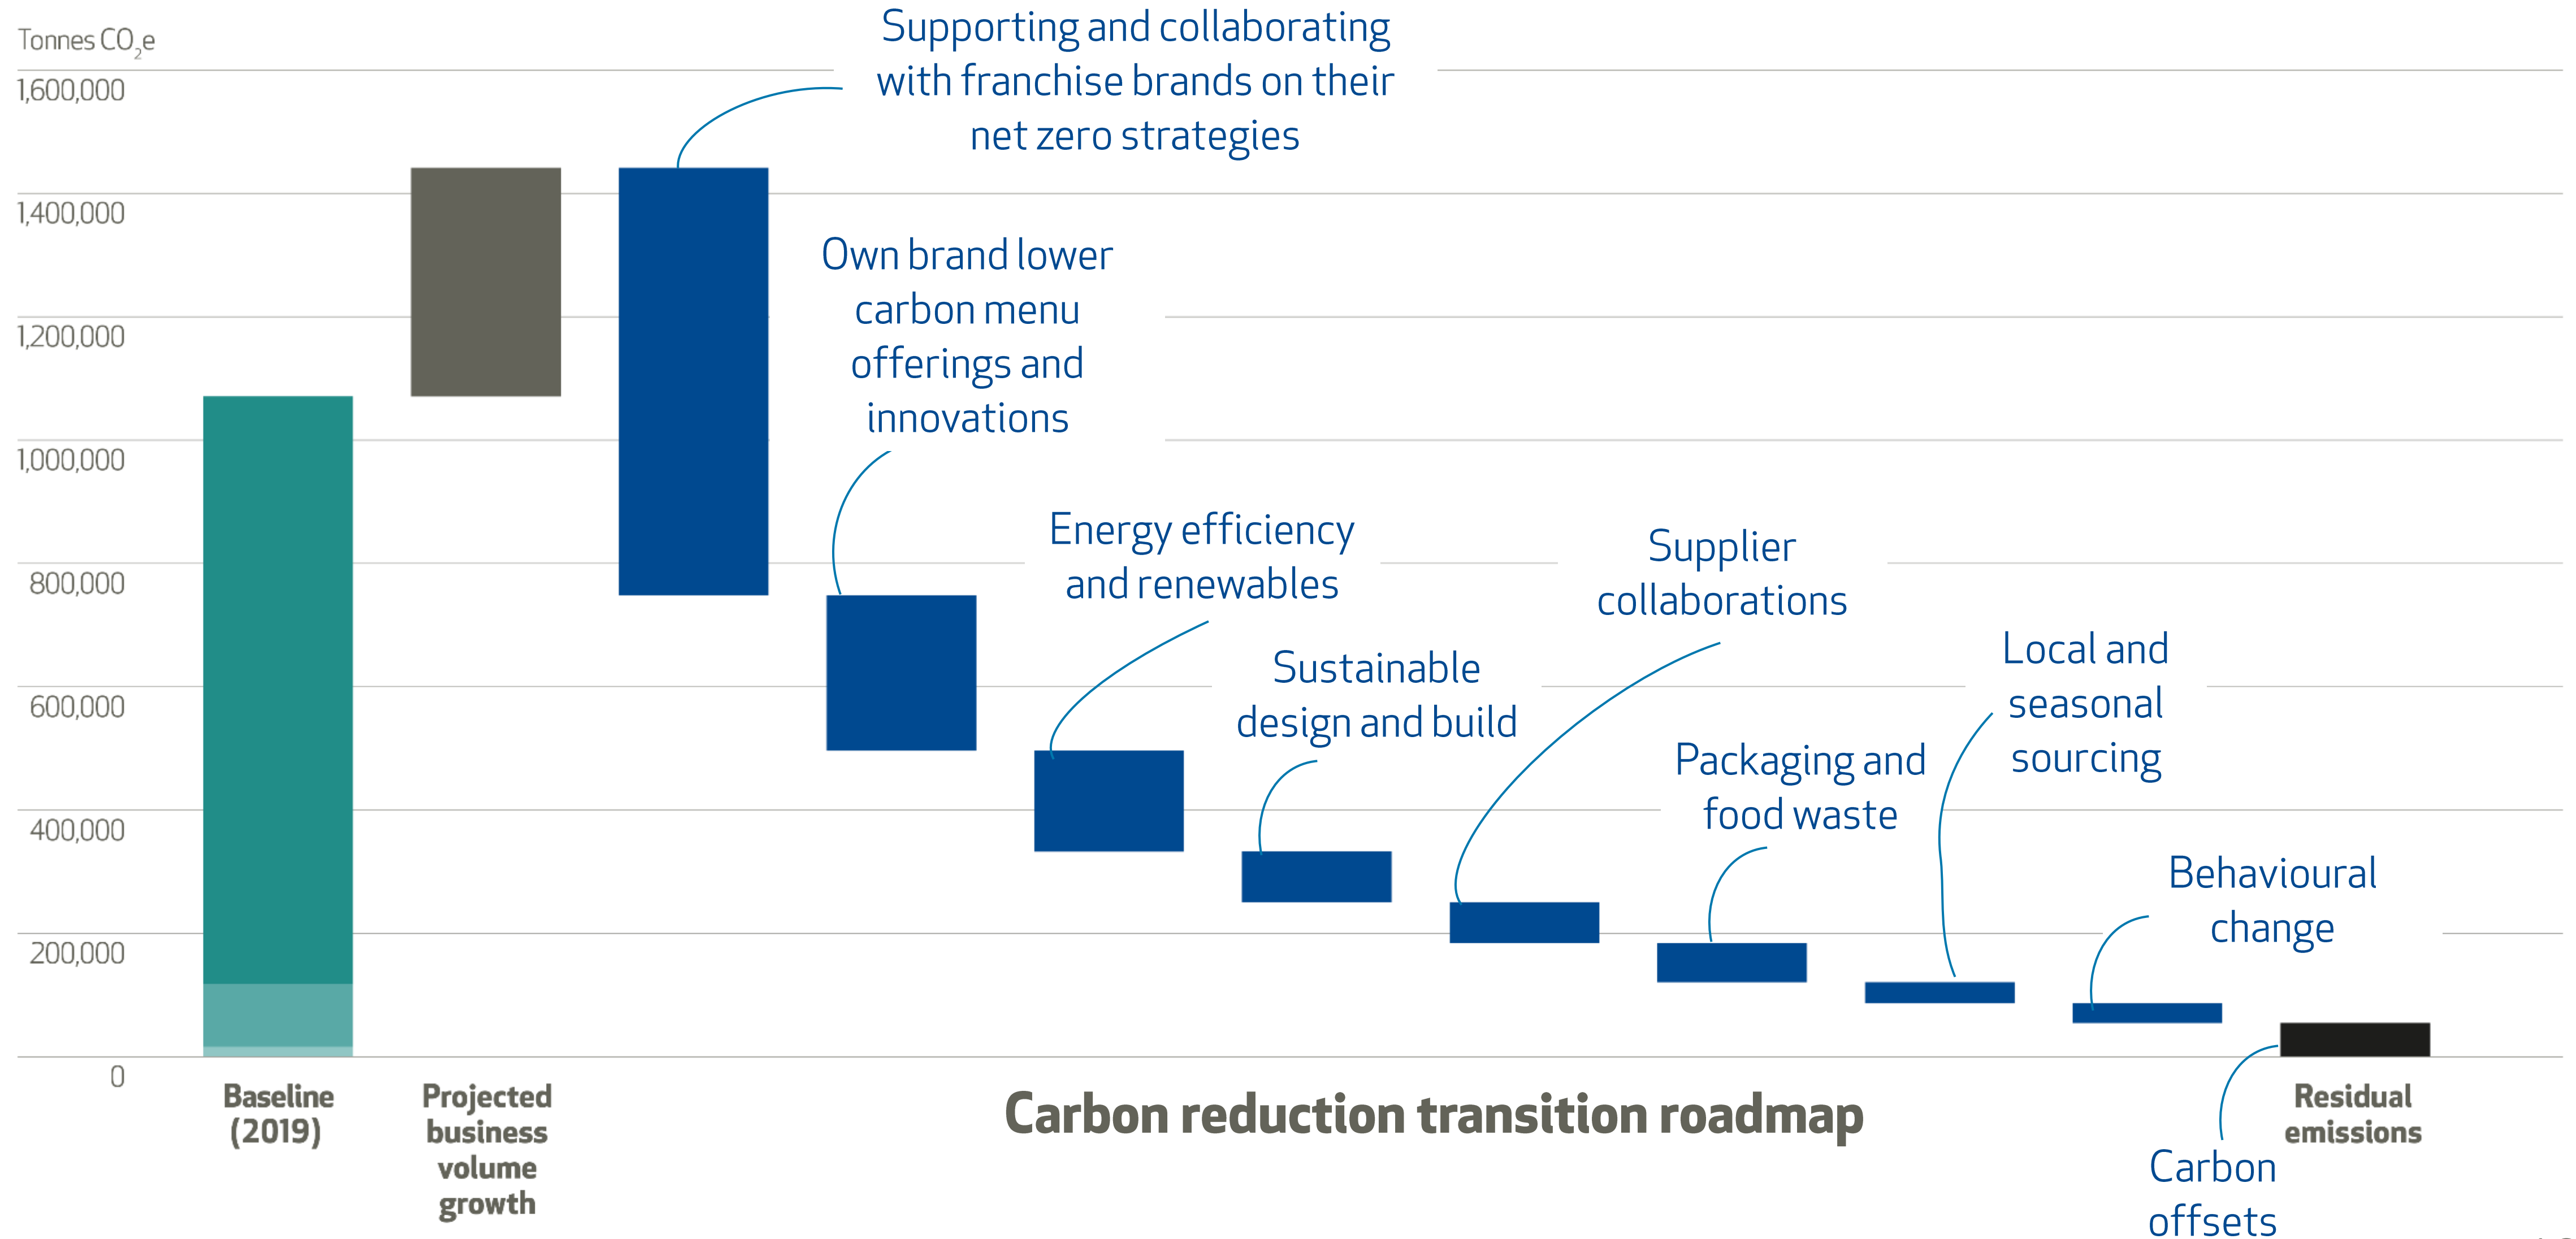 Tonnes CO₂e
1,600,000
1,400,000
1,200,000
1,000,000
800,000
600,000
400,000
200,000
0
Supporting and collaborating
with franchise brands on their
net zero strategies
Own brand lower
carbon menu
offerings and
innovations
Energy efficiency
and renewables
Sustainable
design and build
Supplier
collaborations
Packaging and
food waste
Local and
seasonal
sourcing
Behavioural
change
Baseline
(2019)
Projected
business
volume
growth
Carbon reduction transition roadmap
Residual
emissions
Carbon
offsets